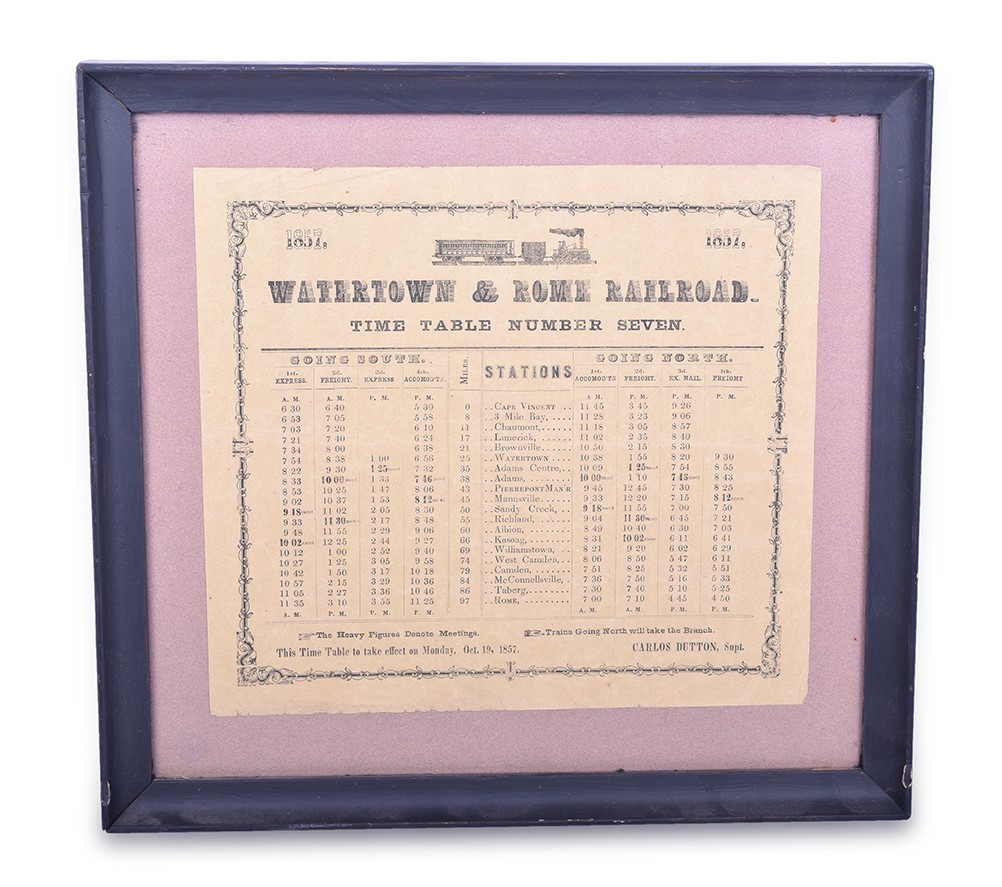 1857.
1857.
WATERTOWN & ROME RAILROAD.
TIME TABLE NUMBER SEVEN.
GOING SOUTH. MILES. STATIONS GOING NORTH.
1st. EXPRESS. 2d. FREIGHT. 3d. EXPRESS 4th. ACCOMODT'N 1st. ACCOMODT'N 2d. FREIGHT. 3d. EX. MAIL. 4th. FREIGHT
A. M. A. M. P. M. P. M. A. M. P. M. P. M. P. M.
6 30 6 40 5 30 0 ..CAPE VINCENT .. 11 45 3 45 9 26
6 53 7 05 5 58 8 ..3 Mile Bay, .... 11 28 3 23 9 06
7 03 7 20 6 10 11 ..Chaumont, ...... 11 18 3 05 8 57
7 21 7 40 6 24 17 ..Limerick, ...... 11 02 2 35 8 40
7 34 8 00 6 38 21 ..Brownville, ..... 10 50 2 15 8 30
7 54 8 38 1 00 6 56 25 ..WATERTOWN .... 10 38 1 55 8 20 9 30
8 22 9 30 1 25 7 32 35 ..Adams Centre, .. 10 09 1 25 7 54 8 55
8 33 10 00 1 33 7 46 38 ..Adams, ........ 10 00 1 10 7 45 8 43
8 53 10 25 1 47 8 06 43 ..PIERREPONT MAN'R 9 45 12 45 7 30 8 25
9 02 10 37 1 53 8 12 45 ..Mannsville, ..... 9 33 12 20 7 15 8 12
9 18 11 02 2 05 8 30 50 ..Sandy Creek, .. 9 18 11 55 7 00 7 50
9 33 11 30 2 17 8 48 55 ..Richland, ...... 9 04 11 30 6 45 7 21
9 48 11 55 2 29 9 06 60 ..Albion, ........ 8 49 10 40 6 30 7 03
10 02 12 25 2 44 9 27 66 ..Kasoag, ....... 8 31 10 02 6 11 6 41
10 12 1 00 2 52 9 40 69 ..Williamstown, .. 8 21 9 20 6 02 6 29
10 27 1 25 3 05 9 58 74 ..West Camden, .. 8 06 8 50 5 47 6 11
10 42 1 50 3 17 10 18 79 ..Camden, ....... 7 51 8 25 5 32 5 51
10 57 2 15 3 29 10 36 84 ..McConnellsville, . 7 36 7 50 5 16 5 33
11 05 2 27 3 36 10 46 86 ..Taberg, ........ 7 30 7 40 5 10 5 25
11 35 3 10 3 55 11 25 97 ..ROME, ......... 7 00 7 10 4 45 4 50
A. M. P. M. P. M. P. M. A. M. A. M. P. M. P. M.
The Heavy Figures Denote Meetings. Trains Going North will take the Branch.
This Time Table to take effect on Monday, Oct. 19, 1857. CARLOS DUTTON, Supt.